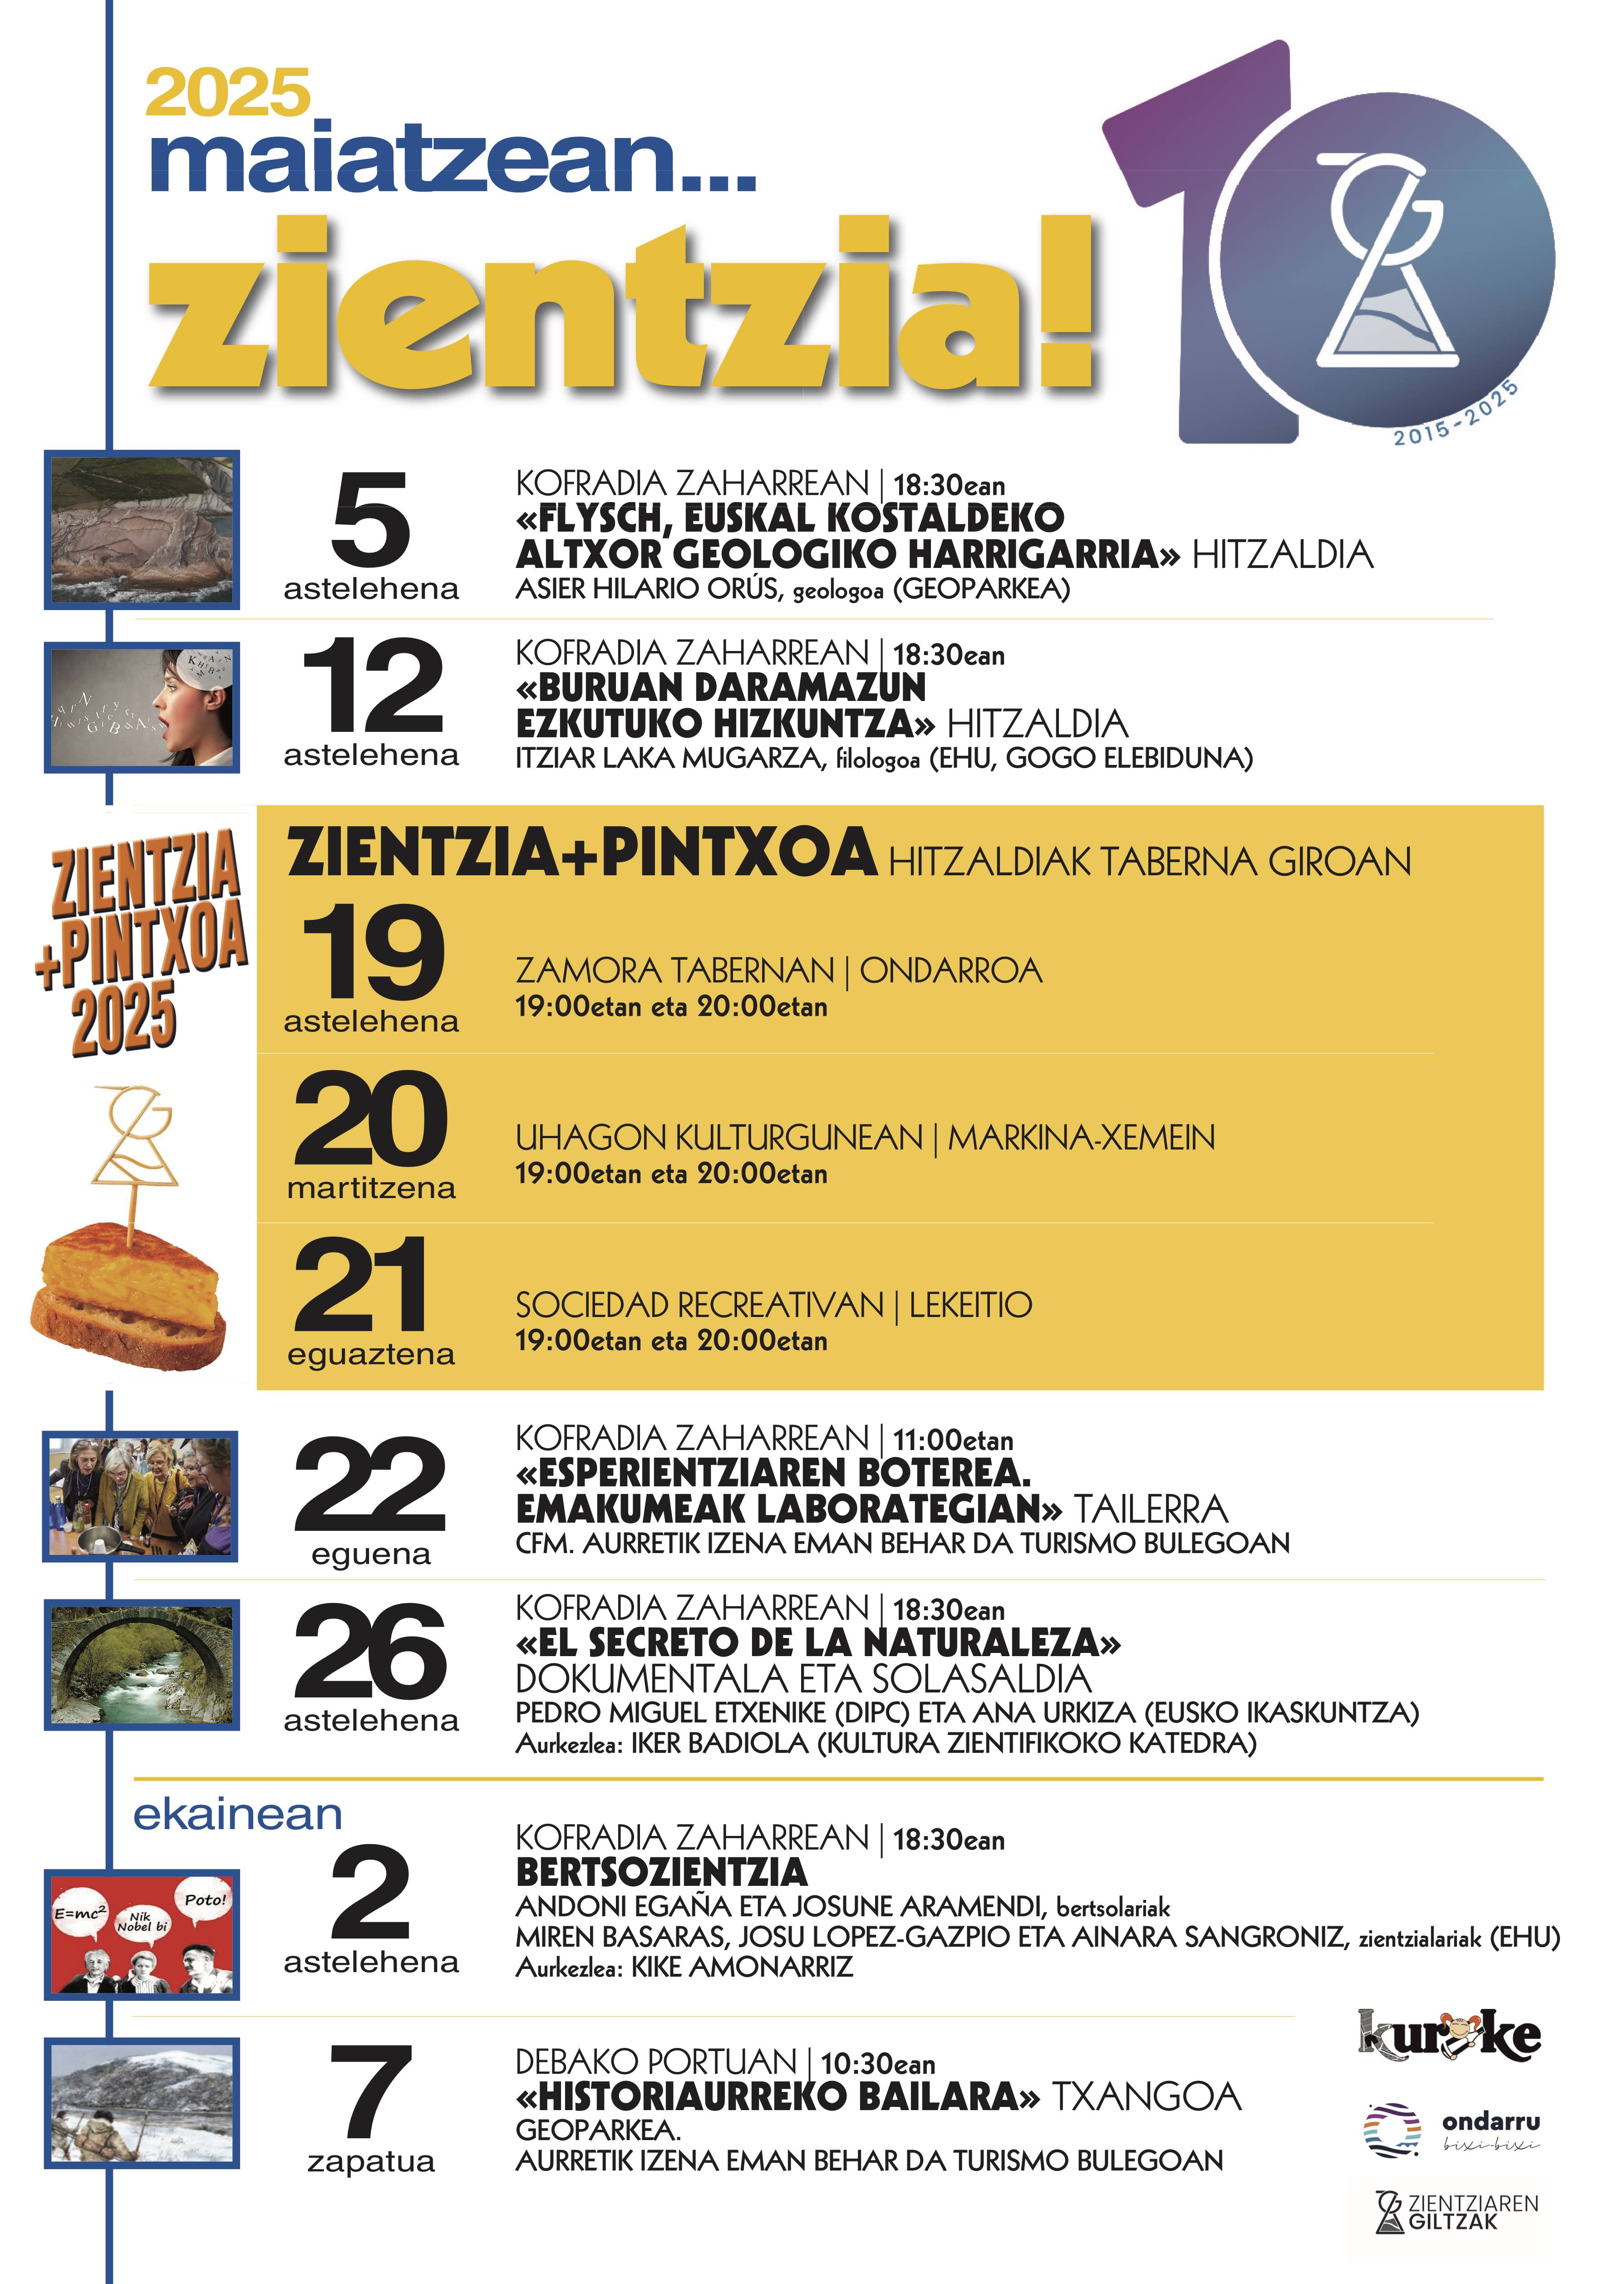 2025
maiatzean...
zientzia!
2015-2025
5
astelehena
KOFRADIA ZAHARREAN | 18:30ean
«FLYSCH, EUSKAL KOSTALDEKO
ALTXOR GEOLOGIKO HARRIGARRIA» HITZALDIA
ASIER HILARIO ORÚS, geologoa (GEOPARKEA)
12
astelehena
KOFRADIA ZAHARREAN | 18:30ean
«BURUAN DARAMAZUN
EZKUTUKO HIZKUNTZA» HITZALDIA
ITZIAR LAKA MUGARZA, filologoa (EHU, GOGO ELEBIDUNA)
ZIENTZIA
+PINTXOA
2025
ZIENTZIA+PINTXOA HITZALDIAK TABERNA GIROAN
19
astelehena
ZAMORA TABERNAN | ONDARROA
19:00etan eta 20:00etan
20
martitzena
UHAGON KULTURGUNEAN | MARKINA-XEMEIN
19:00etan eta 20:00etan
21
eguaztena
SOCIEDAD RECREATIVAN | LEKEITIO
19:00etan eta 20:00etan
22
eguena
KOFRADIA ZAHARREAN | 11:00etan
«ESPERIENTZIAREN BOTEREA.
EMAKUMEAK LABORATEGIAN» TAILERRA
CFM. AURRETIK IZENA EMAN BEHAR DA TURISMO BULEGOAN
26
astelehena
KOFRADIA ZAHARREAN | 18:30ean
«EL SECRETO DE LA NATURALEZA»
DOKUMENTALA ETA SOLASALDIA
PEDRO MIGUEL ETXENIKE (DIPC) ETA ANA URKIZA (EUSKO IKASKUNTZA)
Aurkezlea: IKER BADIOLA (KULTURA ZIENTIFIKOKO KATEDRA)
ekainean
2
astelehena
E=mc²
Nik
Nobel bi
Poto!
KOFRADIA ZAHARREAN | 18:30ean
BERTSOZIENTZIA
ANDONI EGAÑA ETA JOSUNE ARAMENDI, bertsolariak
MIREN BASARAS, JOSU LOPEZ-GAZPIO ETA AINARA SANGRONIZ, zientzialariak (EHU)
Aurkezlea: KIKE AMONARRIZ
7
zapatua
DEBAKO PORTUAN | 10:30ean
«HISTORIAURREKO BAILARA» TXANGOA
GEOPARKEA.
AURRETIK IZENA EMAN BEHAR DA TURISMO BULEGOAN
ondarru
bixi-bixi
ZIENTZIAREN
GILTZAK